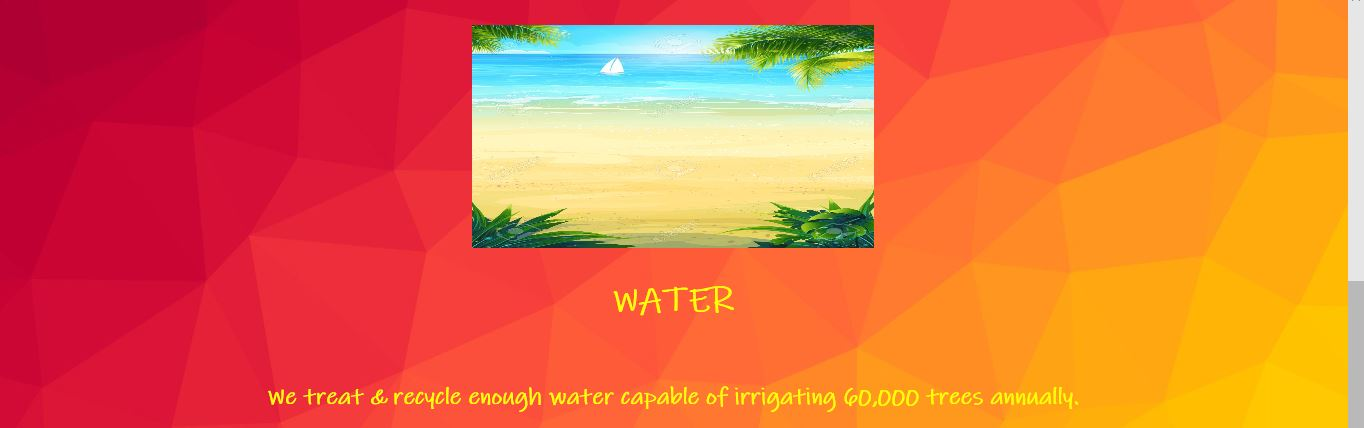 WATER
We treat & recycle enough water capable of irrigating 60,000 trees annually.